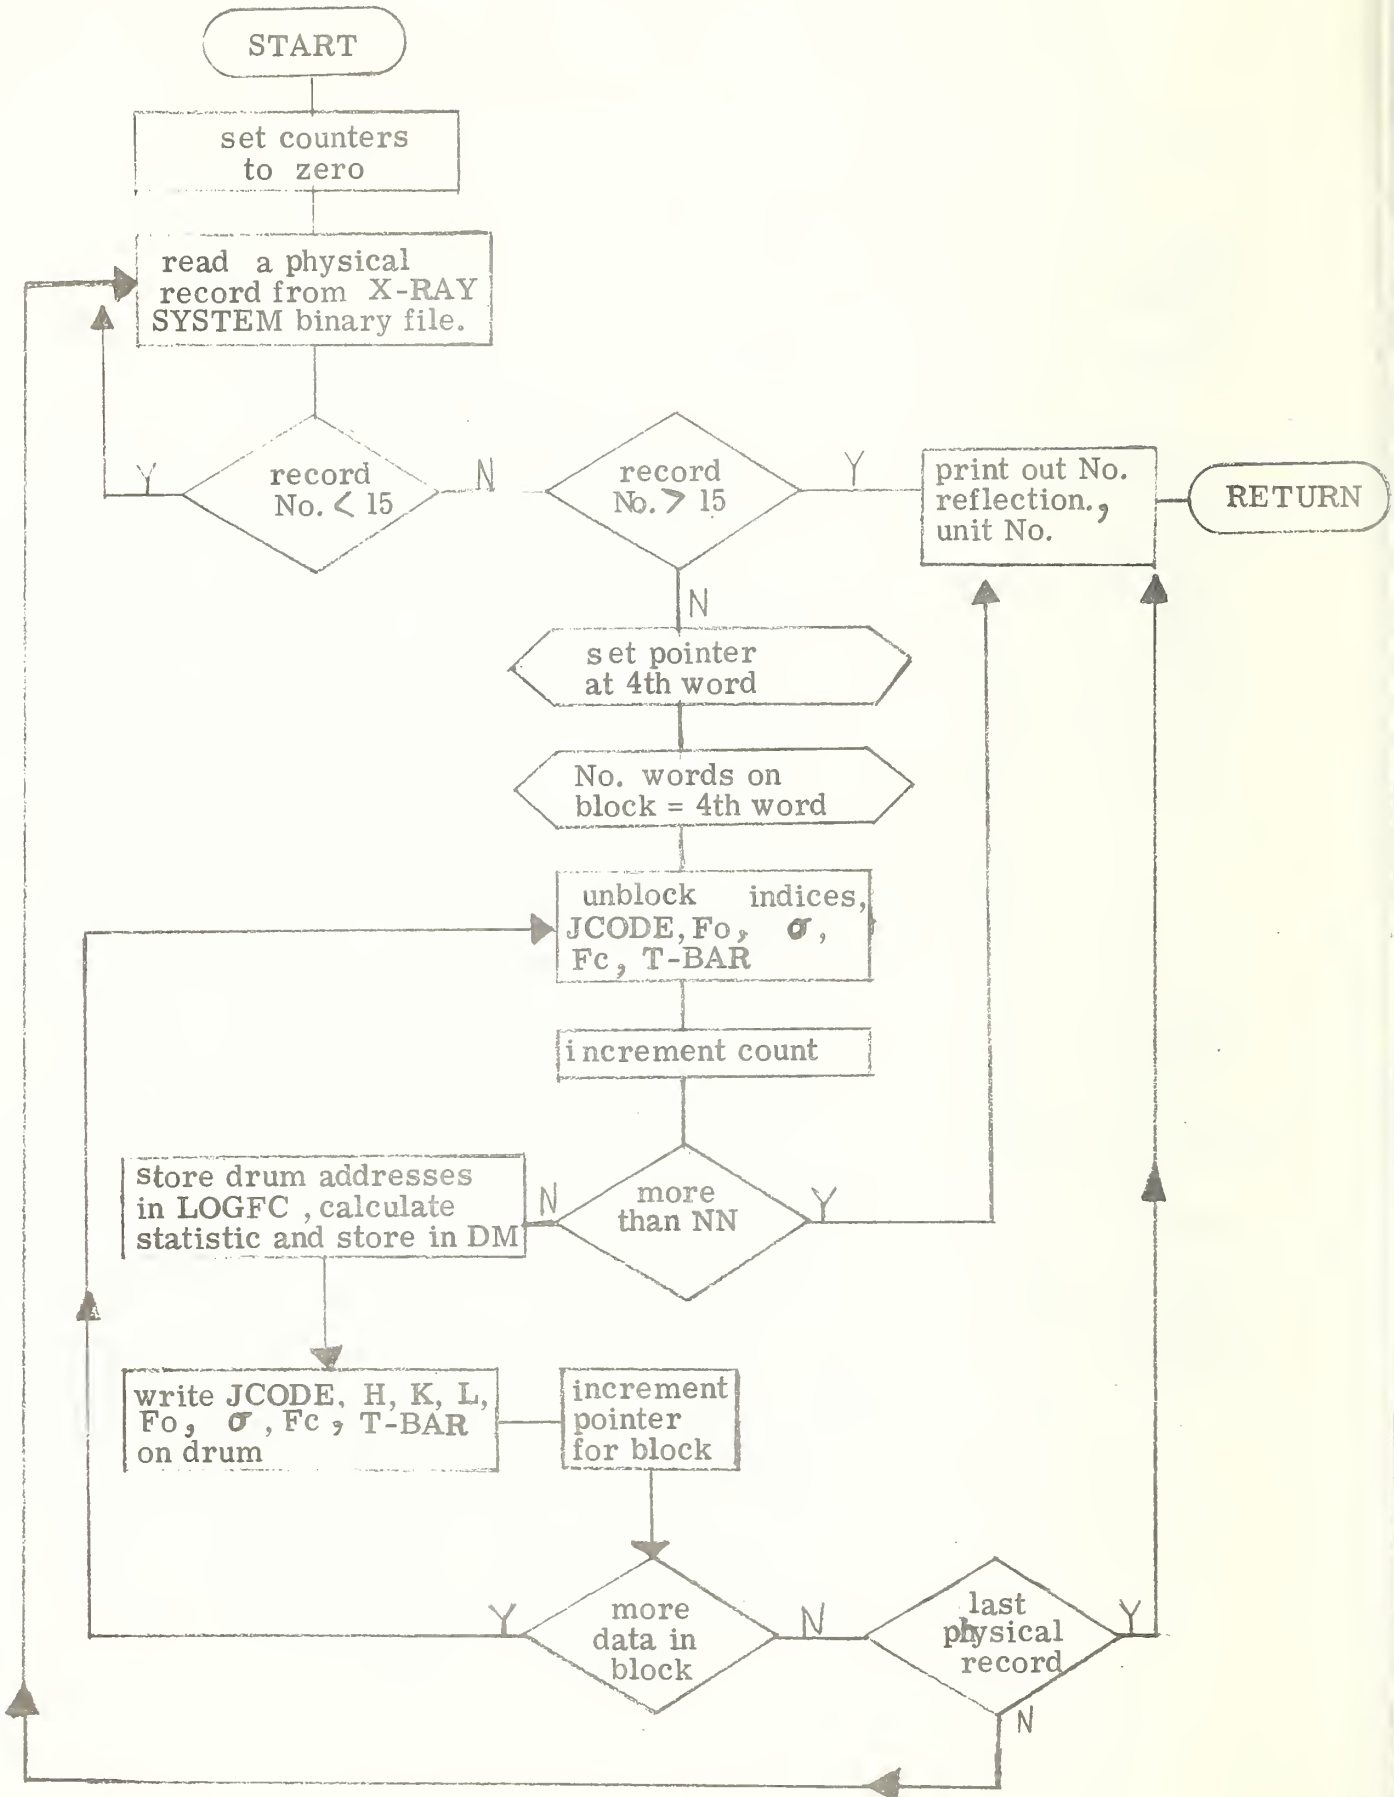 START
set counters
to zero
read a physical
record from X-RAY
SYSTEM binary file.
Y
record
No. < 15
N
record
No. > 15
Y
print out No.
reflection.,
unit No.
RETURN
N
set pointer
at 4th word
No. words on
block = 4th word
unblock indices,
JCODE, Fo, σ,
Fc, T-BAR
increment count
store drum addresses
in LOGFC , calculate
statistic and store in DM
N
more
than NN
Y
write JCODE, H, K, L,
Fo, σ, Fc, T-BAR
on drum
increment
pointer
for block
Y
more
data in
block
N
last
physical
record
Y
N